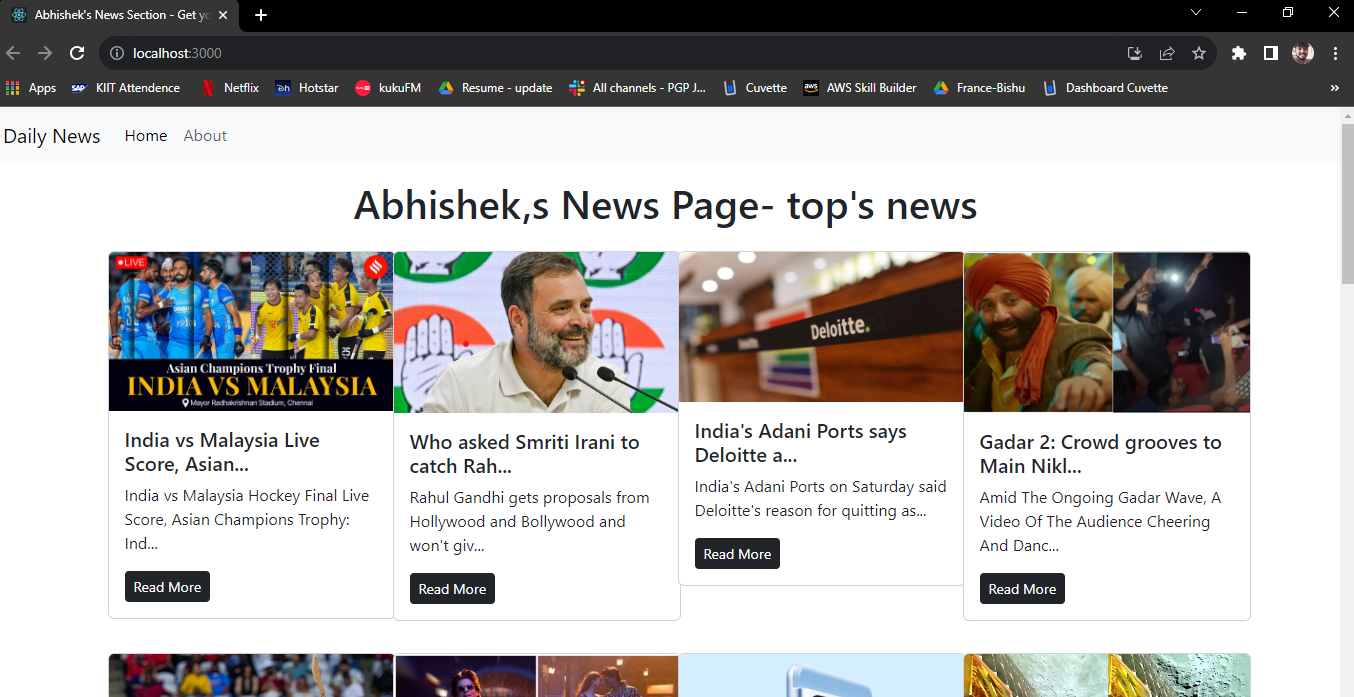 Abhishek's News Section - Get yo
localhost:3000
Apps
SAP
KIIT Attendence
Netflix
Hotstar
kukuFM
Resume - update
All channels - PGP J...
Cuvette
aws
AWS Skill Builder
France-Bishu
Dashboard Cuvette
»
Daily News
Home
About
Abhishek,s News Page- top's news
LIVE
Asian Champions Trophy Final
INDIA VS MALAYSIA
Mayor Radhakrishnan Stadium, Chennai
India vs Malaysia Live
Score, Asian...
India vs Malaysia Hockey Final Live
Score, Asian Champions Trophy:
Ind...
Read More
Who asked Smriti Irani to
catch Rah...
Rahul Gandhi gets proposals from
Hollywood and Bollywood and
won't giv...
Read More
Deloitte.
India's Adani Ports says
Deloitte a...
India's Adani Ports on Saturday said
Deloitte's reason for quitting as...
Read More
Gadar 2: Crowd grooves to
Main Nikl...
Amid The Ongoing Gadar Wave, A
Video Of The Audience Cheering
And Danc...
Read More